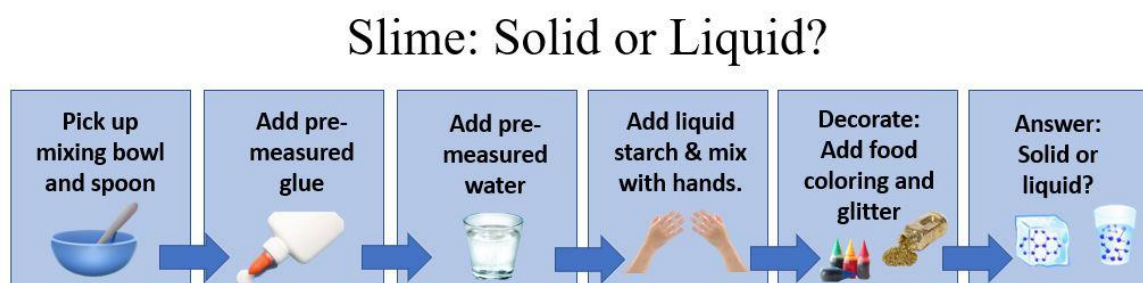 Slime: Solid or Liquid?
Pick up
mixing bowl
and spoon
Add pre-
measured
glue
Add pre-
measured
water
Add liquid
starch & mix
with hands.
Decorate:
Add food
coloring and
glitter
Answer:
Solid or
liquid?